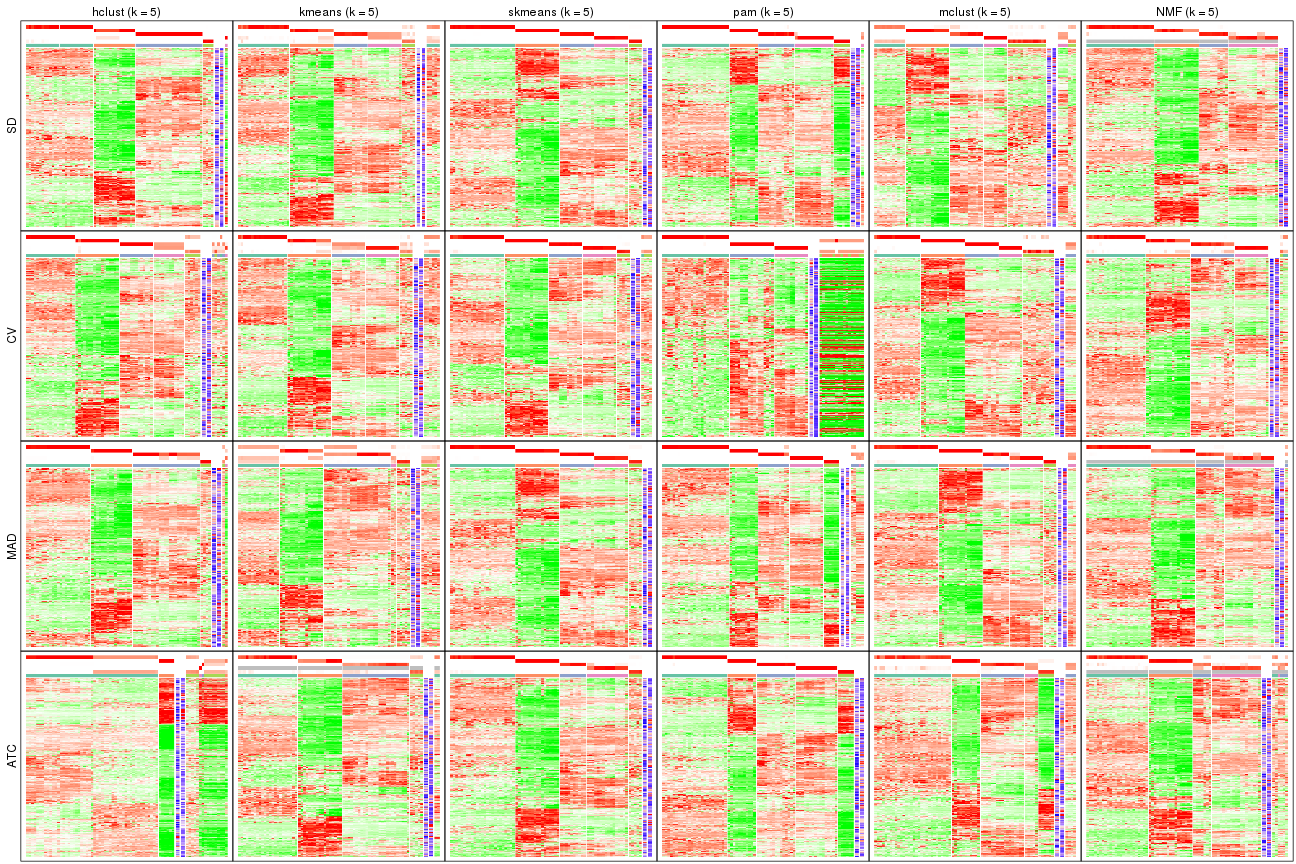 hclust (k = 5) kmeans (k = 5) skmeans (k = 5) pam (k = 5) mclust (k = 5) NMF (k = 5)
SD
CV
MAD
ATC